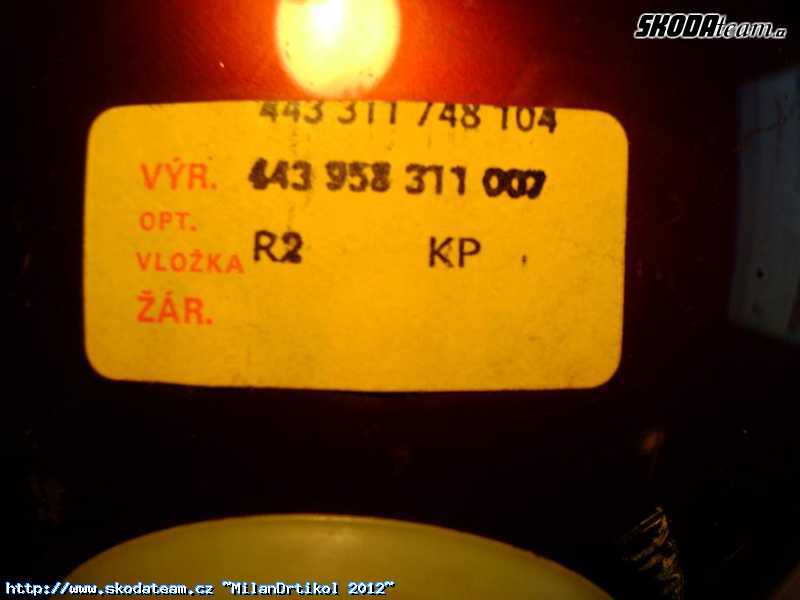 SKODAteam.cz
443 311 748 104
VÝR. 443 958 311 007
OPT.
VLOŽKA R2 KP
ŽÁR.
http://www.skodateam.cz ~MilanDrtikol 2012~